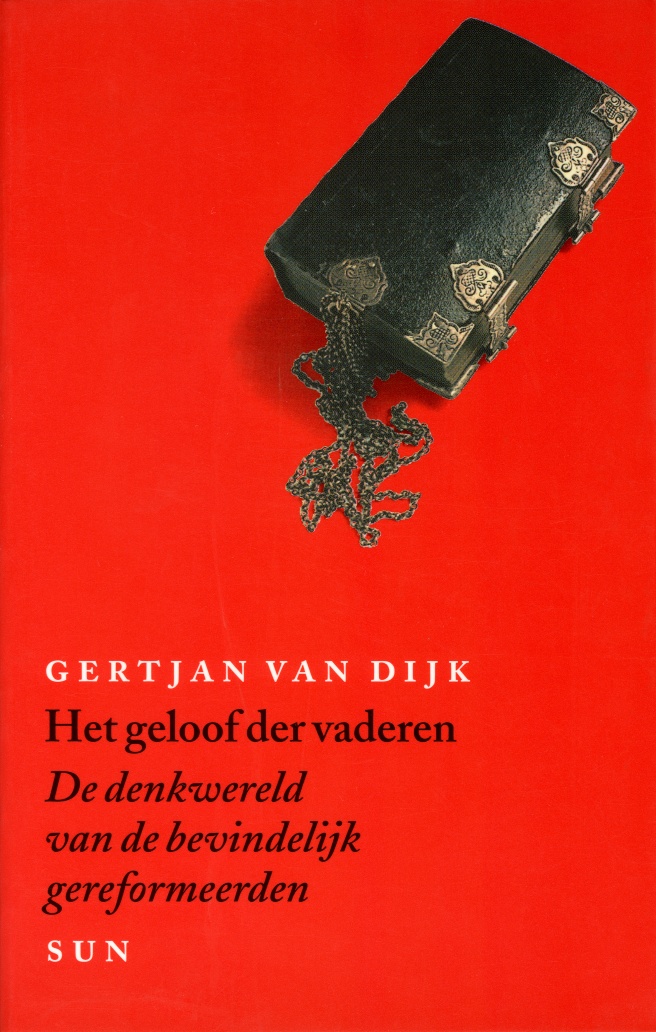 GERTJAN VAN DIJK
Het geloof der vaderen
De denkwereld
van de bevindelijk
gereformeerden
SUN